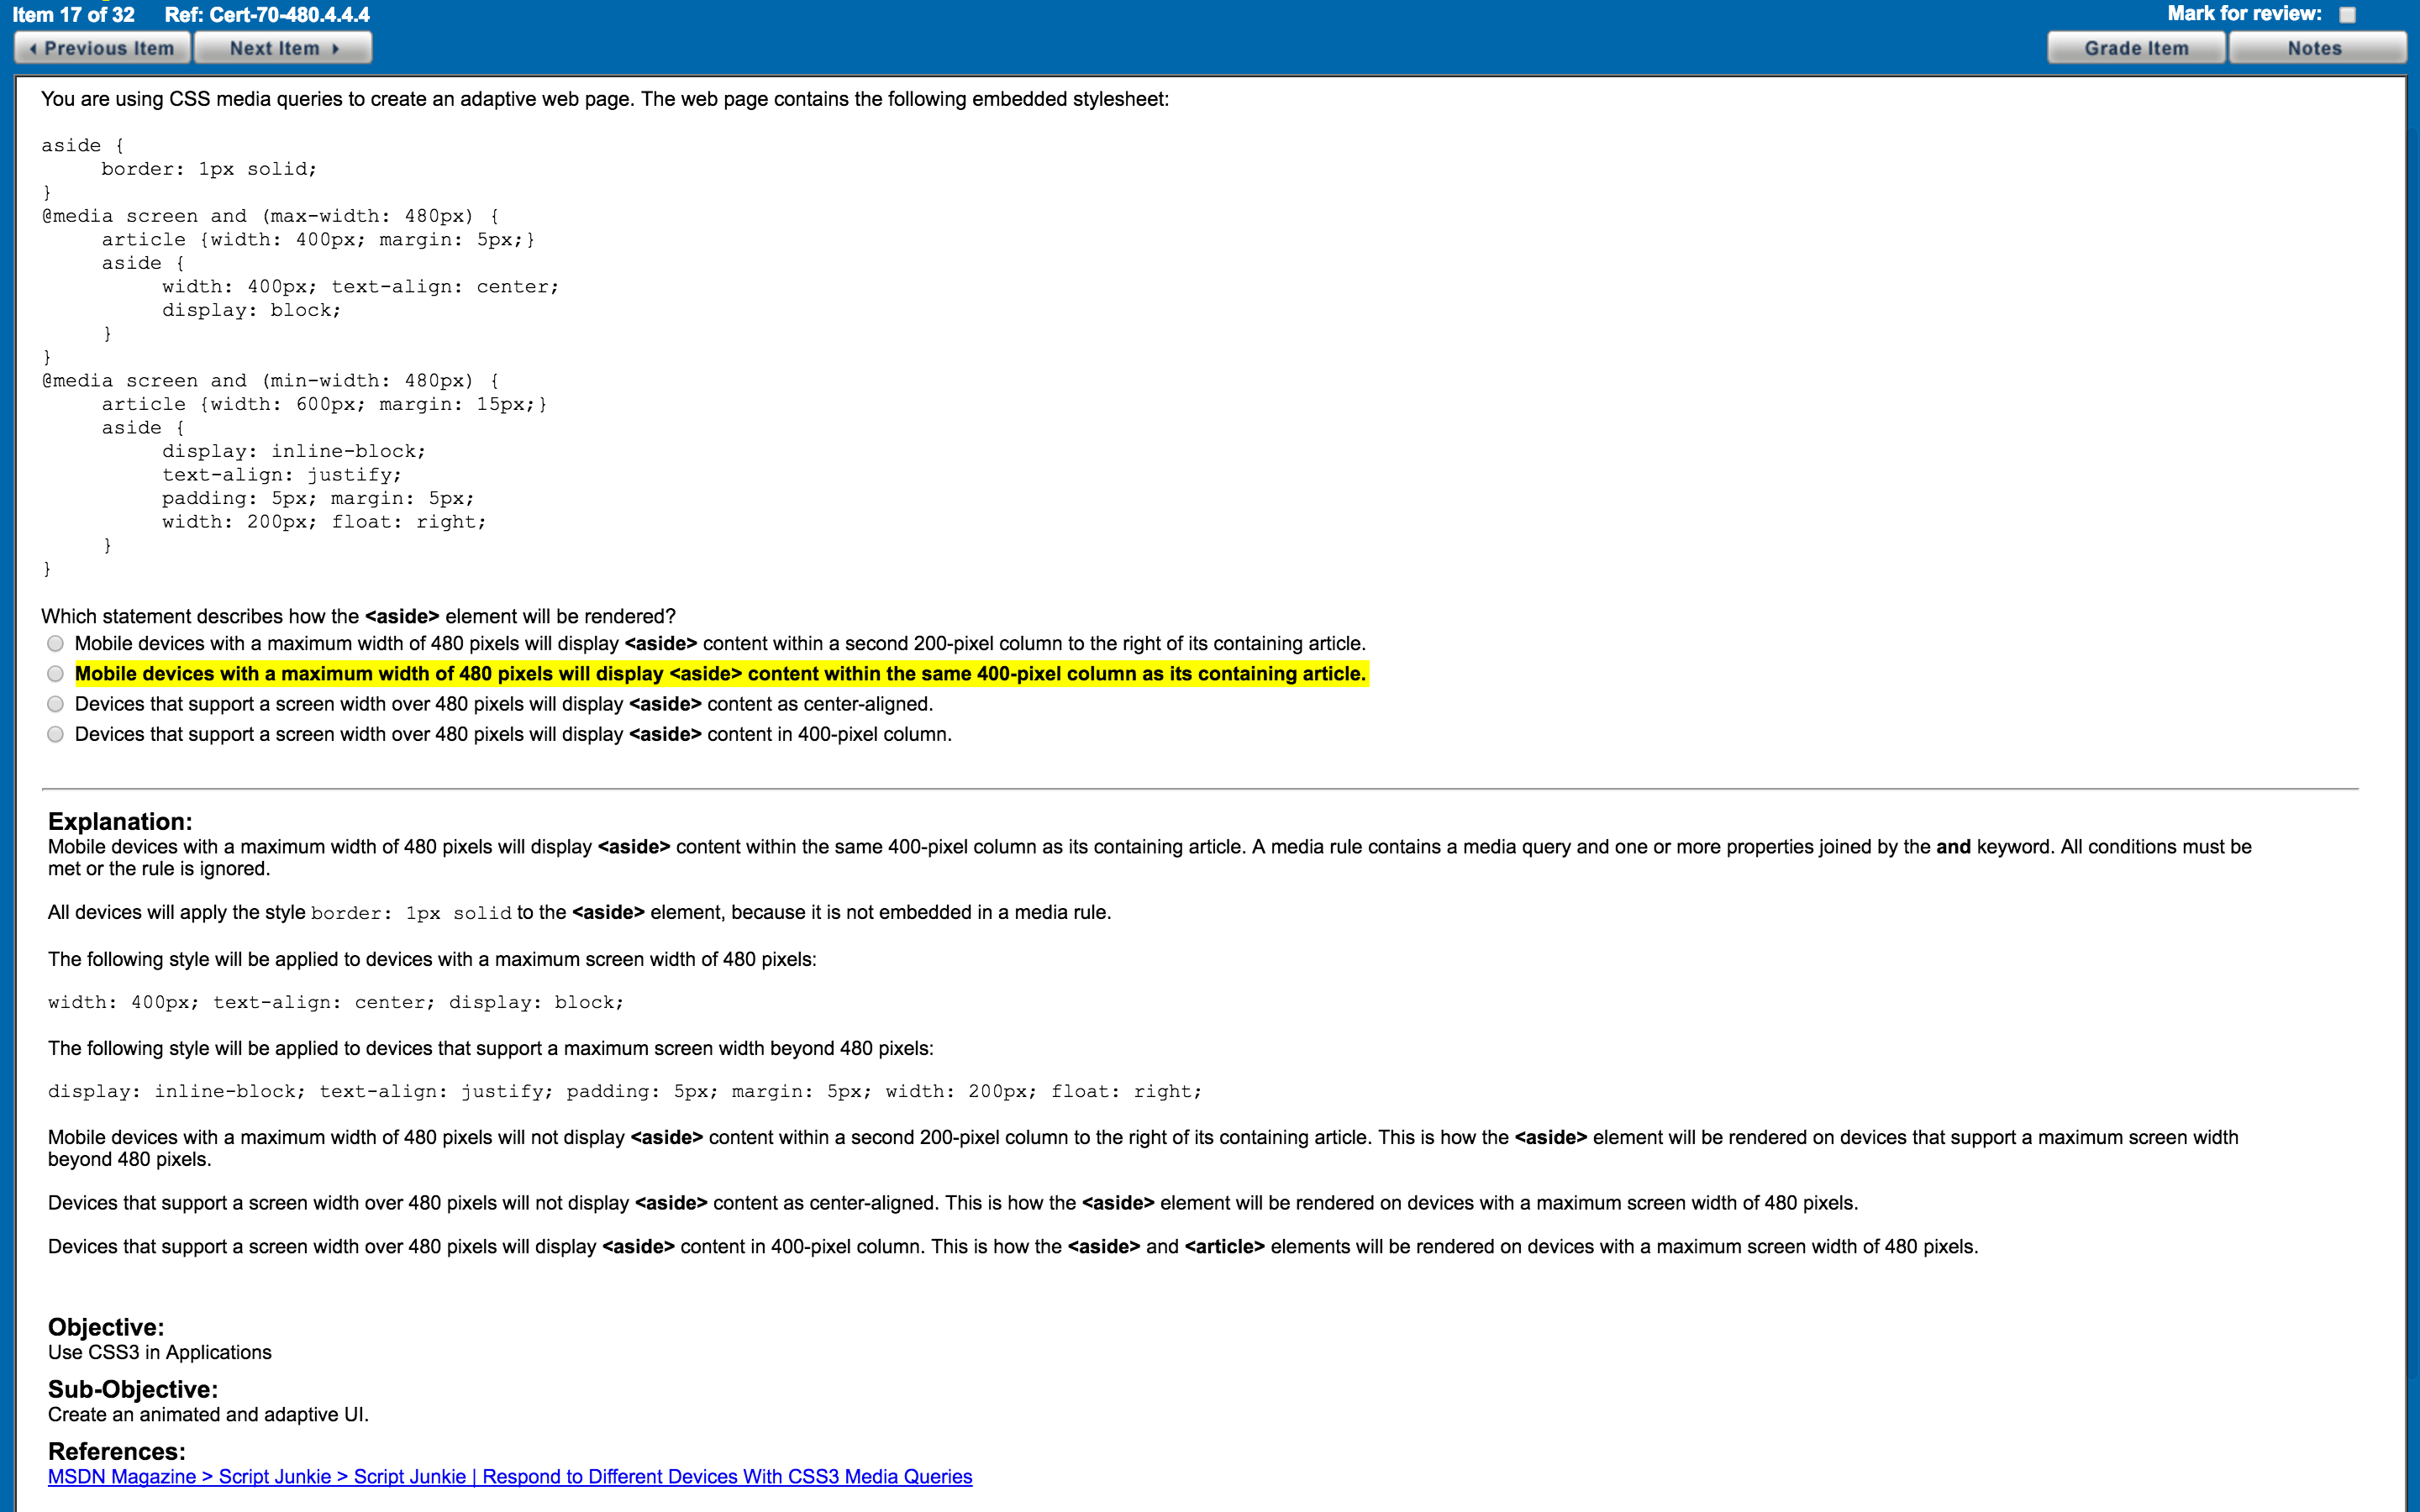 Item 17 of 32 Ref: Cert-70-480.4.4.4 Mark for review:
Previous Item Next Item Grade Item Notes
You are using CSS media queries to create an adaptive web page. The web page contains the following embedded stylesheet:
aside {
border: 1px solid;
}
@media screen and (max-width: 480px) {
article {width: 400px; margin: 5px;}
aside {
width: 400px; text-align: center;
display: block;
}
}
@media screen and (min-width: 480px) {
article {width: 600px; margin: 15px;}
aside {
display: inline-block;
text-align: justify;
padding: 5px; margin: 5px;
width: 200px; float: right;
}
}
Which statement describes how the <aside> element will be rendered?
Mobile devices with a maximum width of 480 pixels will display <aside> content within a second 200-pixel column to the right of its containing article.
Mobile devices with a maximum width of 480 pixels will display <aside> content within the same 400-pixel column as its containing article.
Devices that support a screen width over 480 pixels will display <aside> content as center-aligned.
Devices that support a screen width over 480 pixels will display <aside> content in 400-pixel column.
Explanation:
Mobile devices with a maximum width of 480 pixels will display <aside> content within the same 400-pixel column as its containing article. A media rule contains a media query and one or more properties joined by the and keyword. All conditions must be
met or the rule is ignored.
All devices will apply the style border: 1px solid to the <aside> element, because it is not embedded in a media rule.
The following style will be applied to devices with a maximum screen width of 480 pixels:
width: 400px; text-align: center; display: block;
The following style will be applied to devices that support a maximum screen width beyond 480 pixels:
display: inline-block; text-align: justify; padding: 5px; margin: 5px; width: 200px; float: right;
Mobile devices with a maximum width of 480 pixels will not display <aside> content within a second 200-pixel column to the right of its containing article. This is how the <aside> element will be rendered on devices that support a maximum screen width
beyond 480 pixels.
Devices that support a screen width over 480 pixels will not display <aside> content as center-aligned. This is how the <aside> element will be rendered on devices with a maximum screen width of 480 pixels.
Devices that support a screen width over 480 pixels will display <aside> content in 400-pixel column. This is how the <aside> and <article> elements will be rendered on devices with a maximum screen width of 480 pixels.
Objective:
Use CSS3 in Applications
Sub-Objective:
Create an animated and adaptive UI.
References:
MSDN Magazine > Script Junkie > Script Junkie | Respond to Different Devices With CSS3 Media Queries